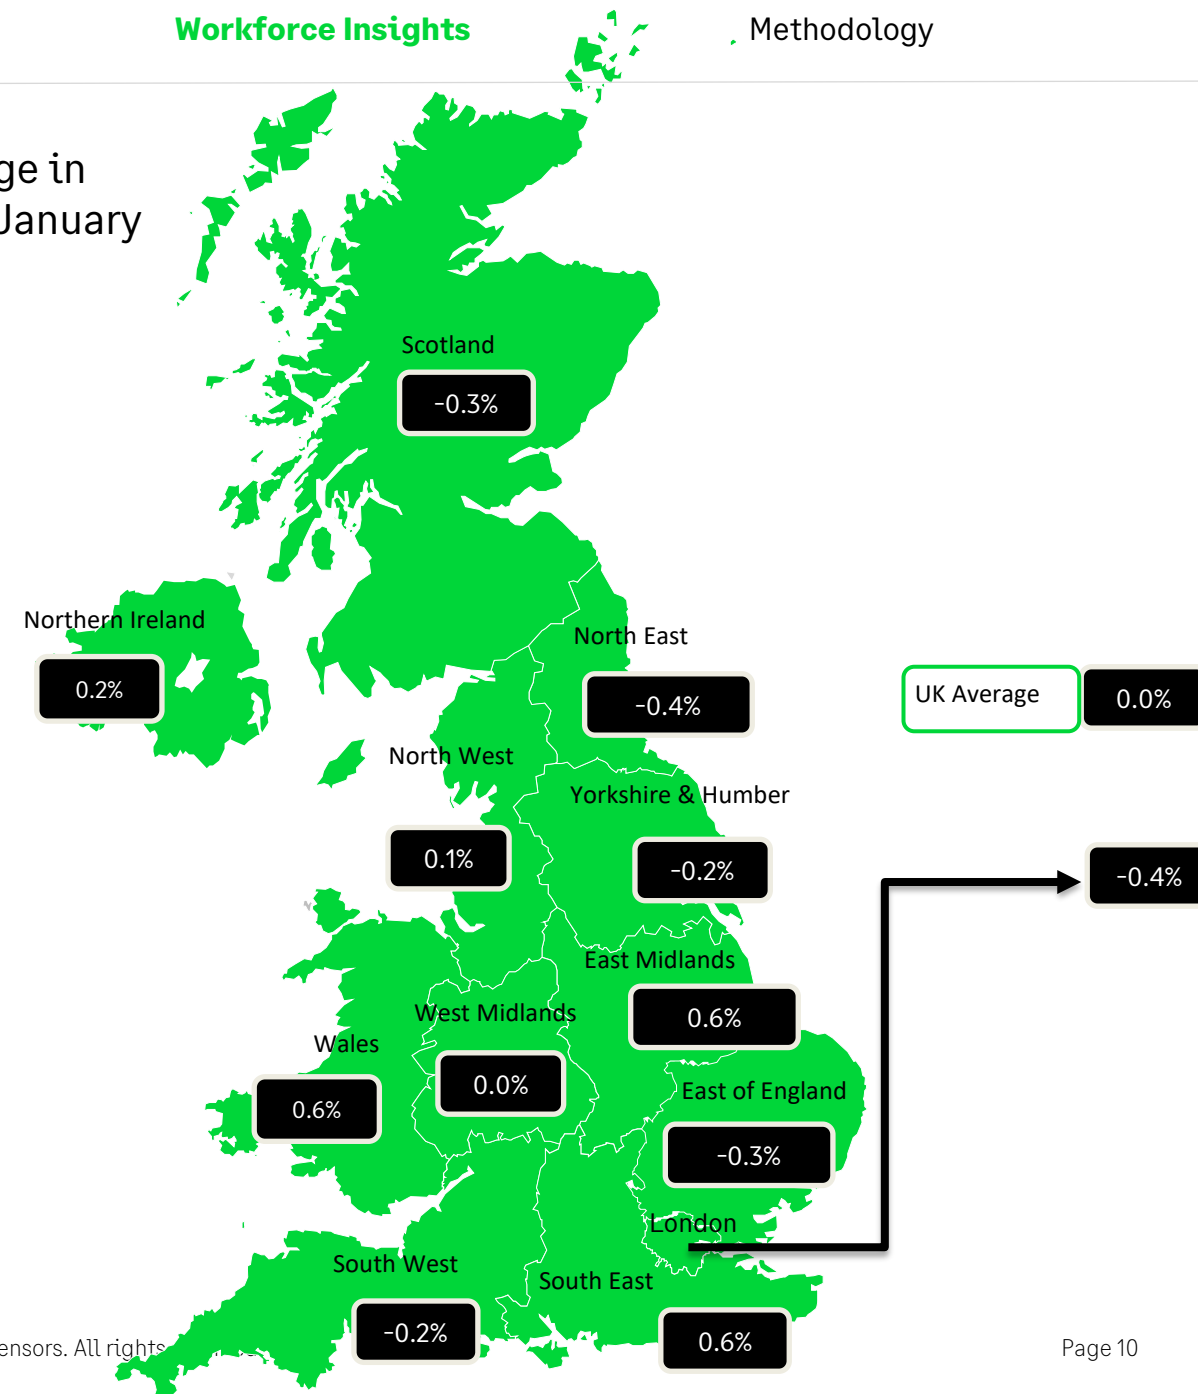 Workforce Insights
Methodology
ge in
January
Scotland
-0.3%
Northern Ireland
0.2%
North East
-0.4%
UK Average
0.0%
North West
0.1%
Yorkshire & Humber
-0.2%
-0.4%
East Midlands
0.6%
West Midlands
0.0%
Wales
0.6%
East of England
-0.3%
London
South West
-0.2%
South East
0.6%
ensors. All rights
Page 10